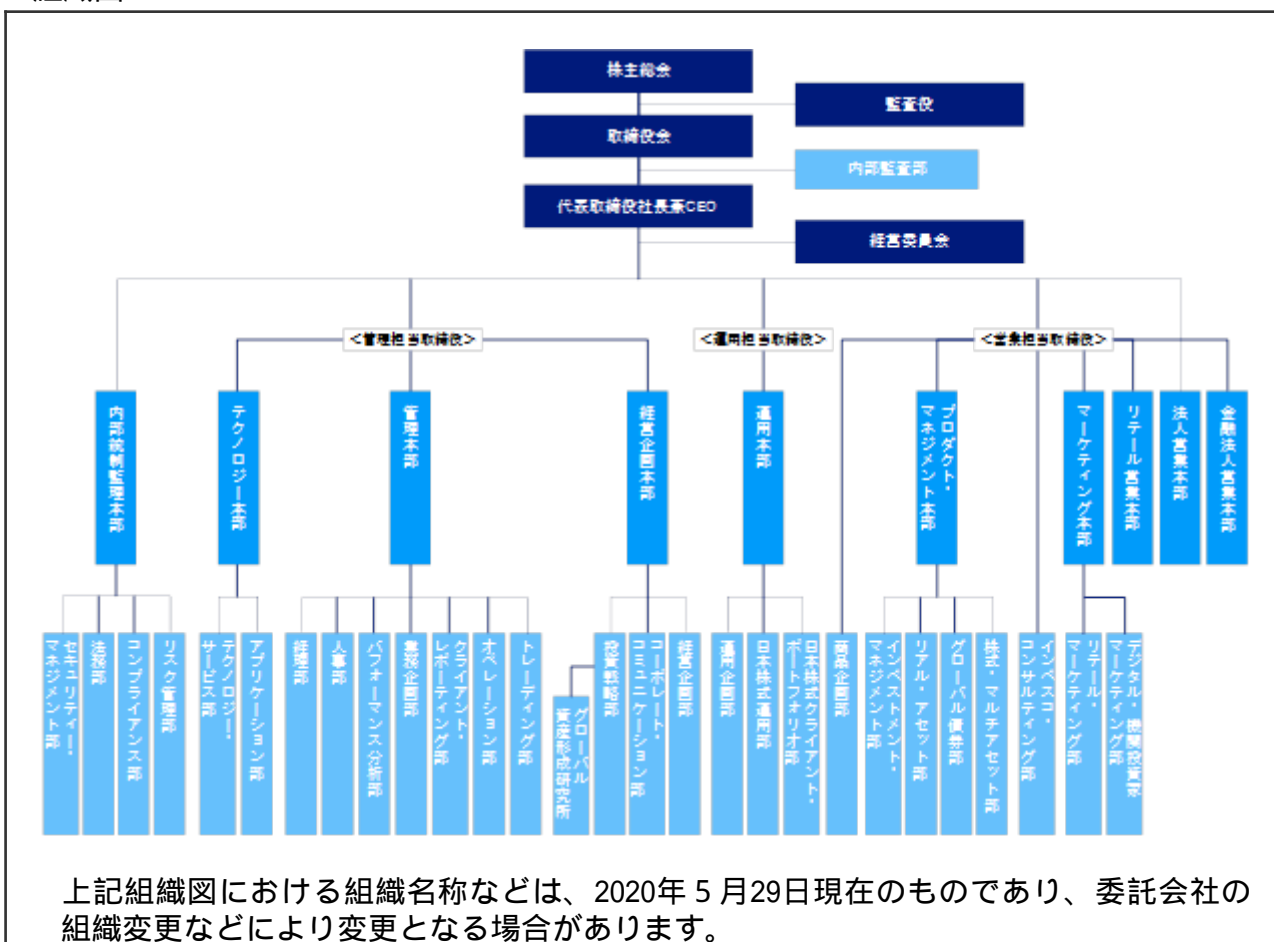 株主総会
監査役
取締役会
内部監査部
代表取締役社長兼CEO
経営委員会
<管理担当取締役>
<運用担当取締役>
<営業担当取締役>
内部統制監理本部
テクノロジー本部
管理本部
経営企画本部
運用本部
プロダクト・
マネジメント本部
マーケティング本部
リテール営業本部
法人営業本部
金融法人営業本部
セキュリティー・
マネジメント部
法務部
コンプライアンス部
リスク管理部
テクノロジー・
サービス部
アプリケーション部
経理部
人事部
パフォーマンス分析部
業務企画部
クライアント・
レポーティング部
オペレーション部
トレーディング部
グローバル
資産形成研究所
投資戦略部
コーポレート・
コミュニケーション部
経営企画部
運用企画部
日本株式運用部
日本株式クライアント・
ポートフォリオ部
商品企画部
インベストメント・
マネジメント部
リアル・アセット部
グローバル債券部
株式・マルチアセット部
インベスコ・
コンサルティング部
リテール・
マーケティング部
デジタル・機関投資家
マーケティング部
上記組織図における組織名称などは、2020年5月29日現在のものであり、委託会社の
組織変更などにより変更となる場合があります。